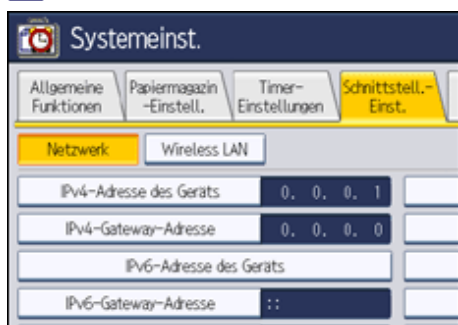 Systemeinst.
Allgemeine Funktionen
Papiermagazin -Einstell.
Timer- Einstellungen
Schnittstell.- Einst.
Netzwerk
Wireless LAN
IPv4-Adresse des Geräts 0. 0. 0. 1
IPv4-Gateway-Adresse 0. 0. 0. 0
IPv6-Adresse des Geräts
IPv6-Gateway-Adresse ::